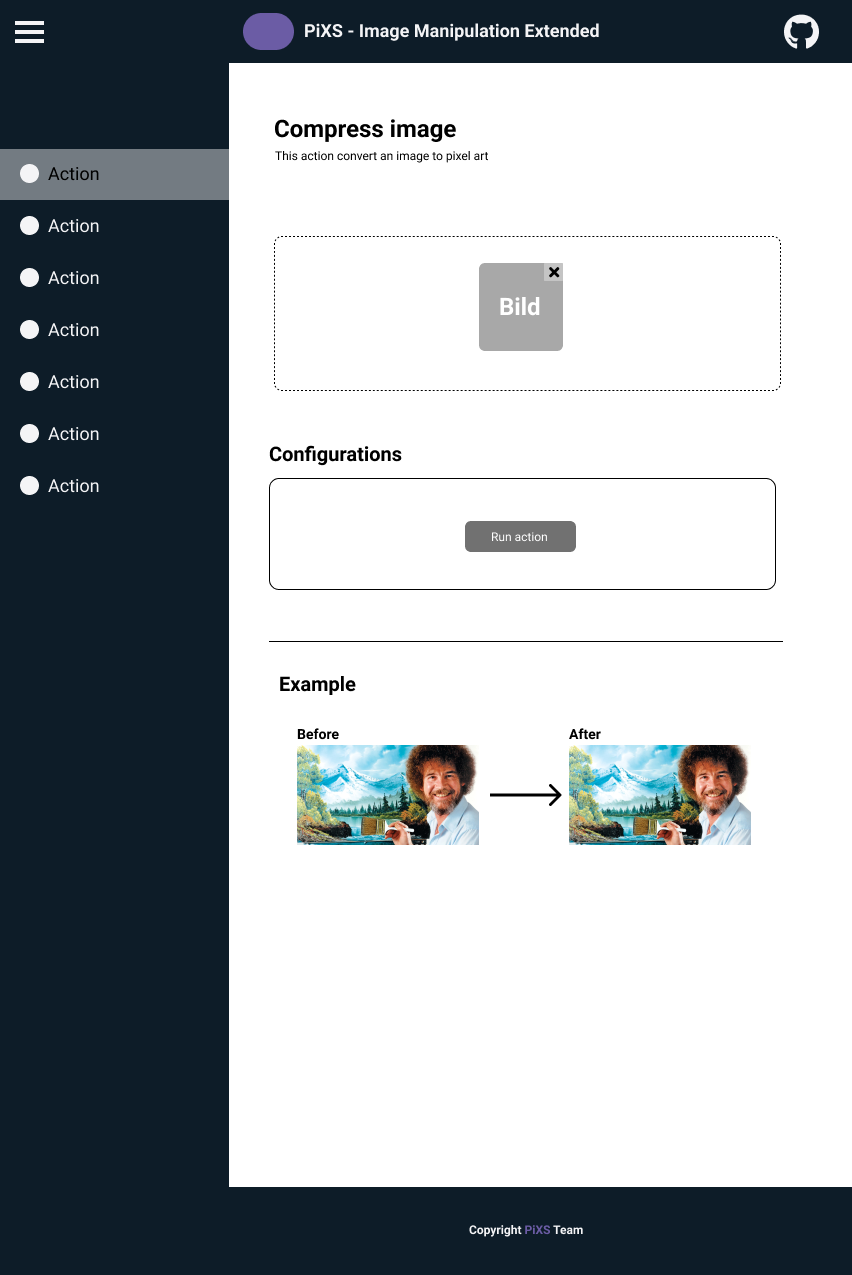 PiXS - Image Manipulation Extended
Action
Action
Action
Action
Action
Action
Action
Compress image
This action convert an image to pixel art
Bild
Configurations
Run action
Example
Before
After
Copyright PiXS Team